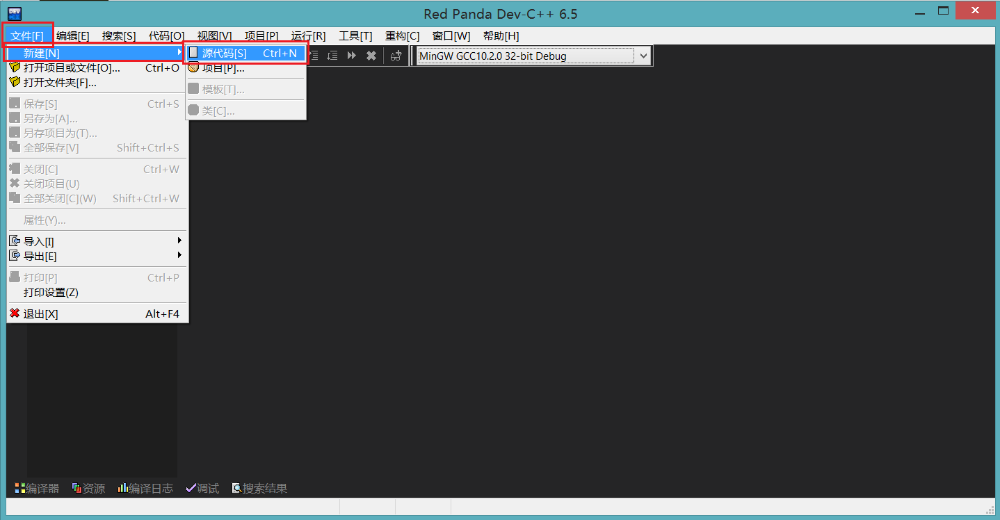 DEV
Red Panda Dev-C++ 6.5
文件[F] 编辑[E] 搜索[S] 代码[O] 视图[V] 项目[P] 运行[R] 工具[T] 重构[C] 窗口[W] 帮助[H]
新建[N]
源代码[S] Ctrl+N
MinGW GCC10.2.0 32-bit Debug
打开项目或文件[O]... Ctrl+O
项目[P]...
打开文件夹[F]...
模板[T]...
保存[S] Ctrl+S
类[C]...
另存为[A]...
另存项目为(T)...
全部保存[V] Shift+Ctrl+S
关闭[C] Ctrl+W
关闭项目(U)
全部关闭[C](W) Shift+Ctrl+W
属性(Y)...
导入[I]
导出[E]
打印[P] Ctrl+P
打印设置(Z)
退出[X] Alt+F4
编译器 资源 编译日志 调试 搜索结果